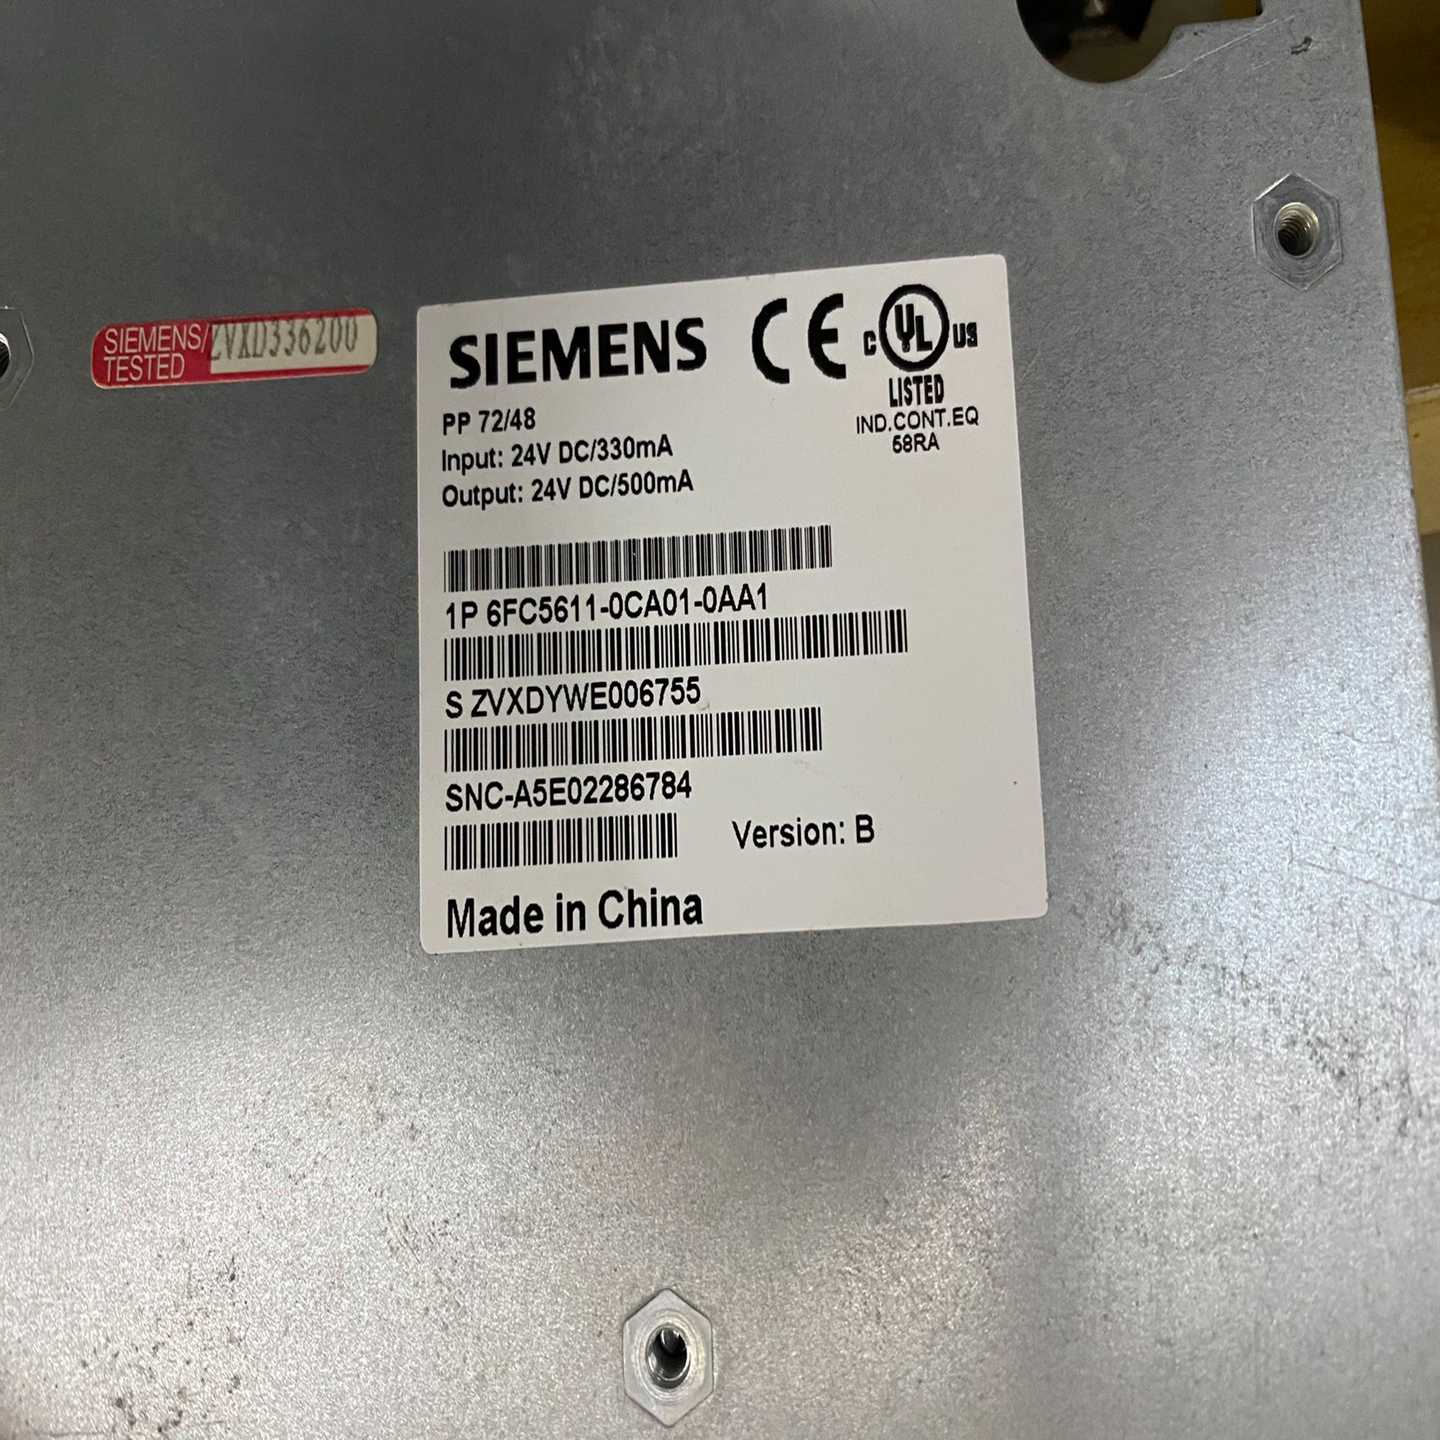 SIEMENS/
TESTED
ZVXD336200
SIEMENS CE
C UL US
LISTED
IND.CONT.EQ
58RA
PP 72/48
Input: 24V DC/330mA
Output: 24V DC/500mA
1P 6FC5611-0CA01-0AA1
S ZVXDYWE006755
SNC-A5E02286784
Version: B
Made in China